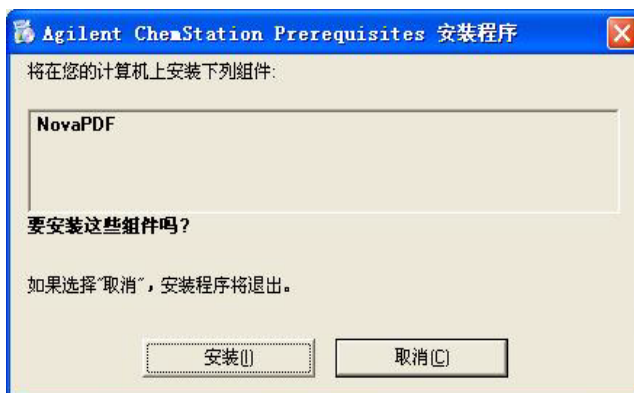 Agilent ChemStation Prerequisites 安装程序
将在您的计算机上安装下列组件:
NovaPDF
要安装这些组件吗?
如果选择“取消”，安装程序将退出。
安装(I) 取消(C)